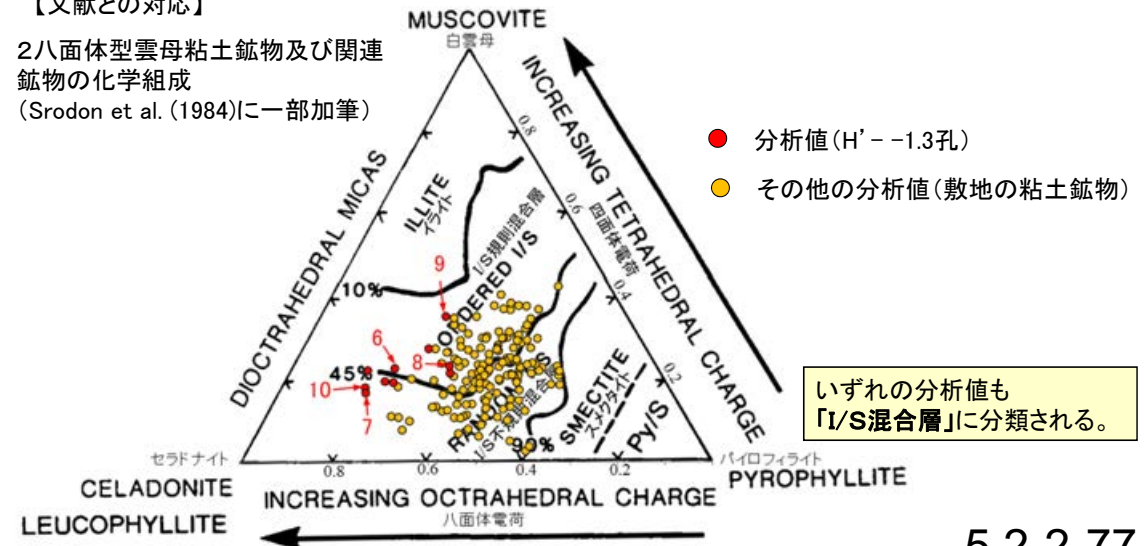 【文献との対応】
2八面体型雲母粘土鉱物及び関連
鉱物の化学組成
(Srodon et al. (1984)に一部加筆)
MUSCOVITE
白雲母
INCREASING TETRAHEDRAL CHARGE
四面体電荷
0.8
0.6
0.4
0.2
DIOCTRAHEDRAL MICAS
ILLITE
イライト
I/S規則混合層
ORDERED I/S
10%
45%
90%
I/S不規則混合層
SMECTITE
スメクタイト
Py/S
9
6
8
10
7
分析値(H'- -1.3孔)
その他の分析値(敷地の粘土鉱物)
いずれの分析値も
「I/S混合層」に分類される。
セラドナイト
CELADONITE
LEUCOPHYLLITE
0.8
0.6
0.4
0.2
INCREASING OCTRAHEDRAL CHARGE
八面体電荷
パイロフィライト
PYROPHYLLITE
5.2.2.77